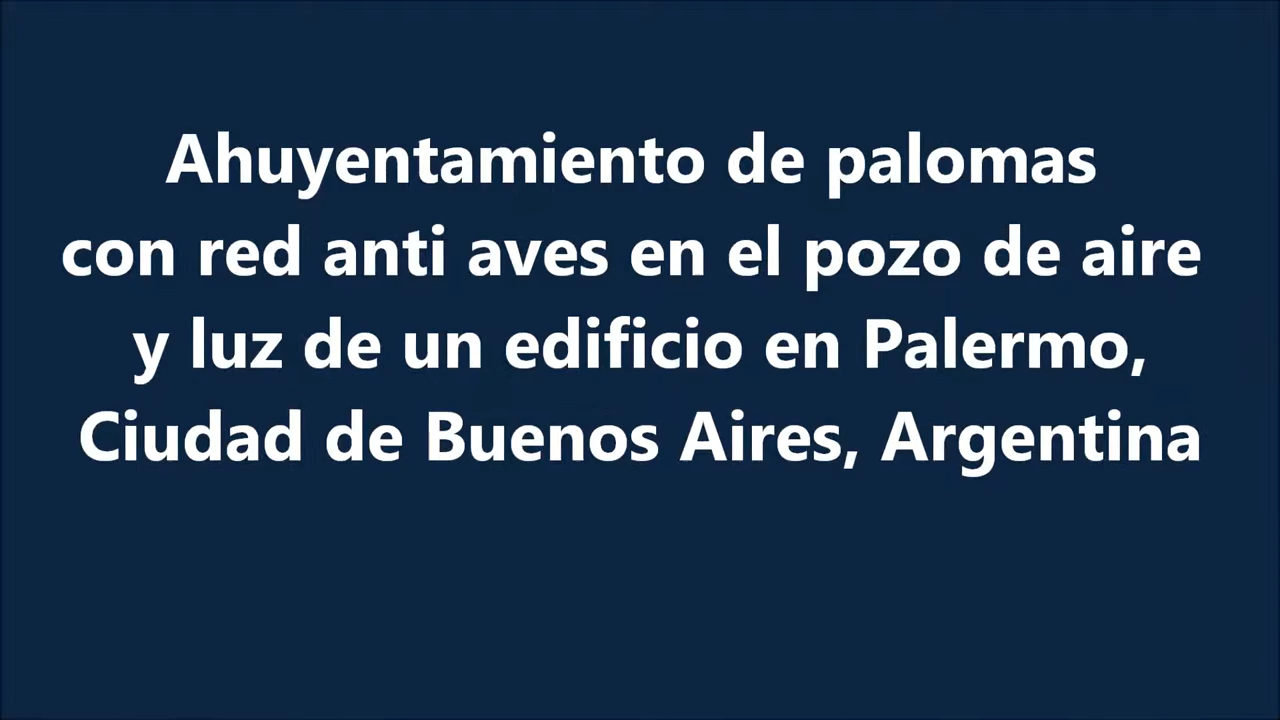 Ahuyentamiento de palomas
con red anti aves en el pozo de aire
y luz de un edificio en Palermo,
Ciudad de Buenos Aires, Argentina